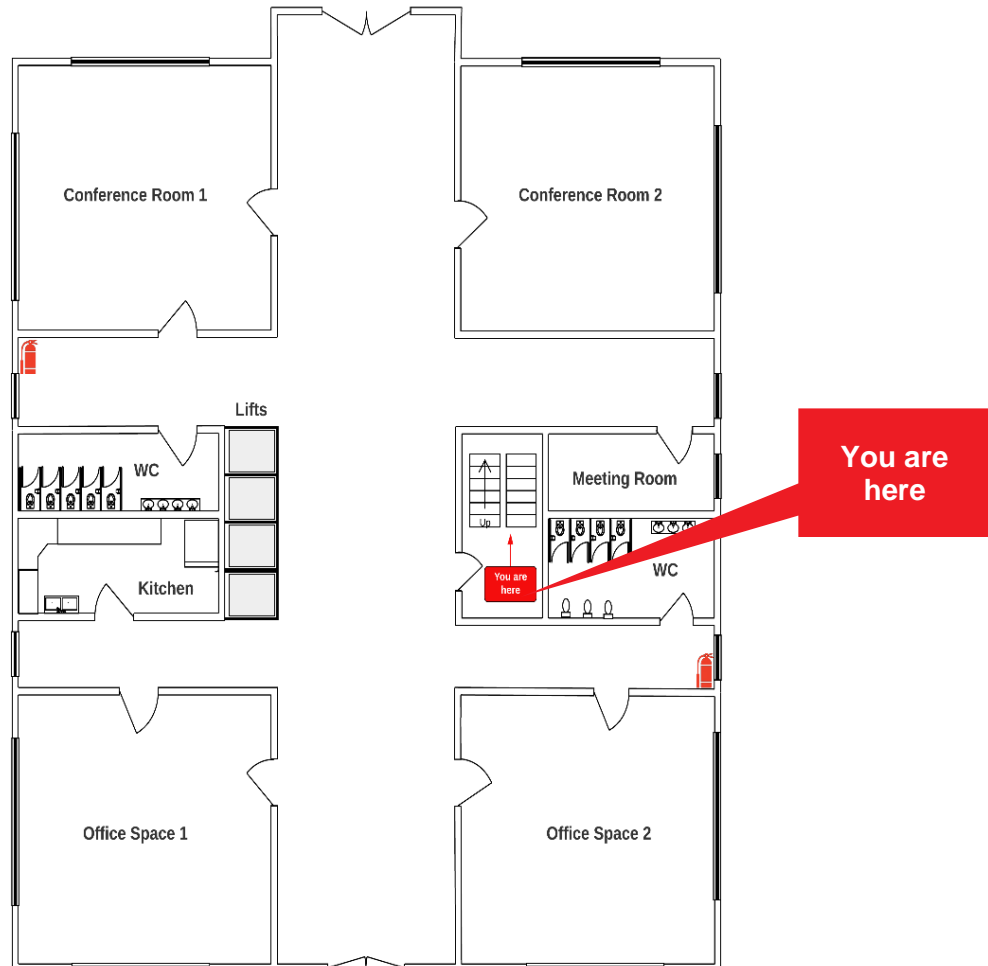 Conference Room 1
Conference Room 2
Lifts
WC
Meeting Room
You are
here
Up
You are
here
WC
Kitchen
Office Space 1
Office Space 2